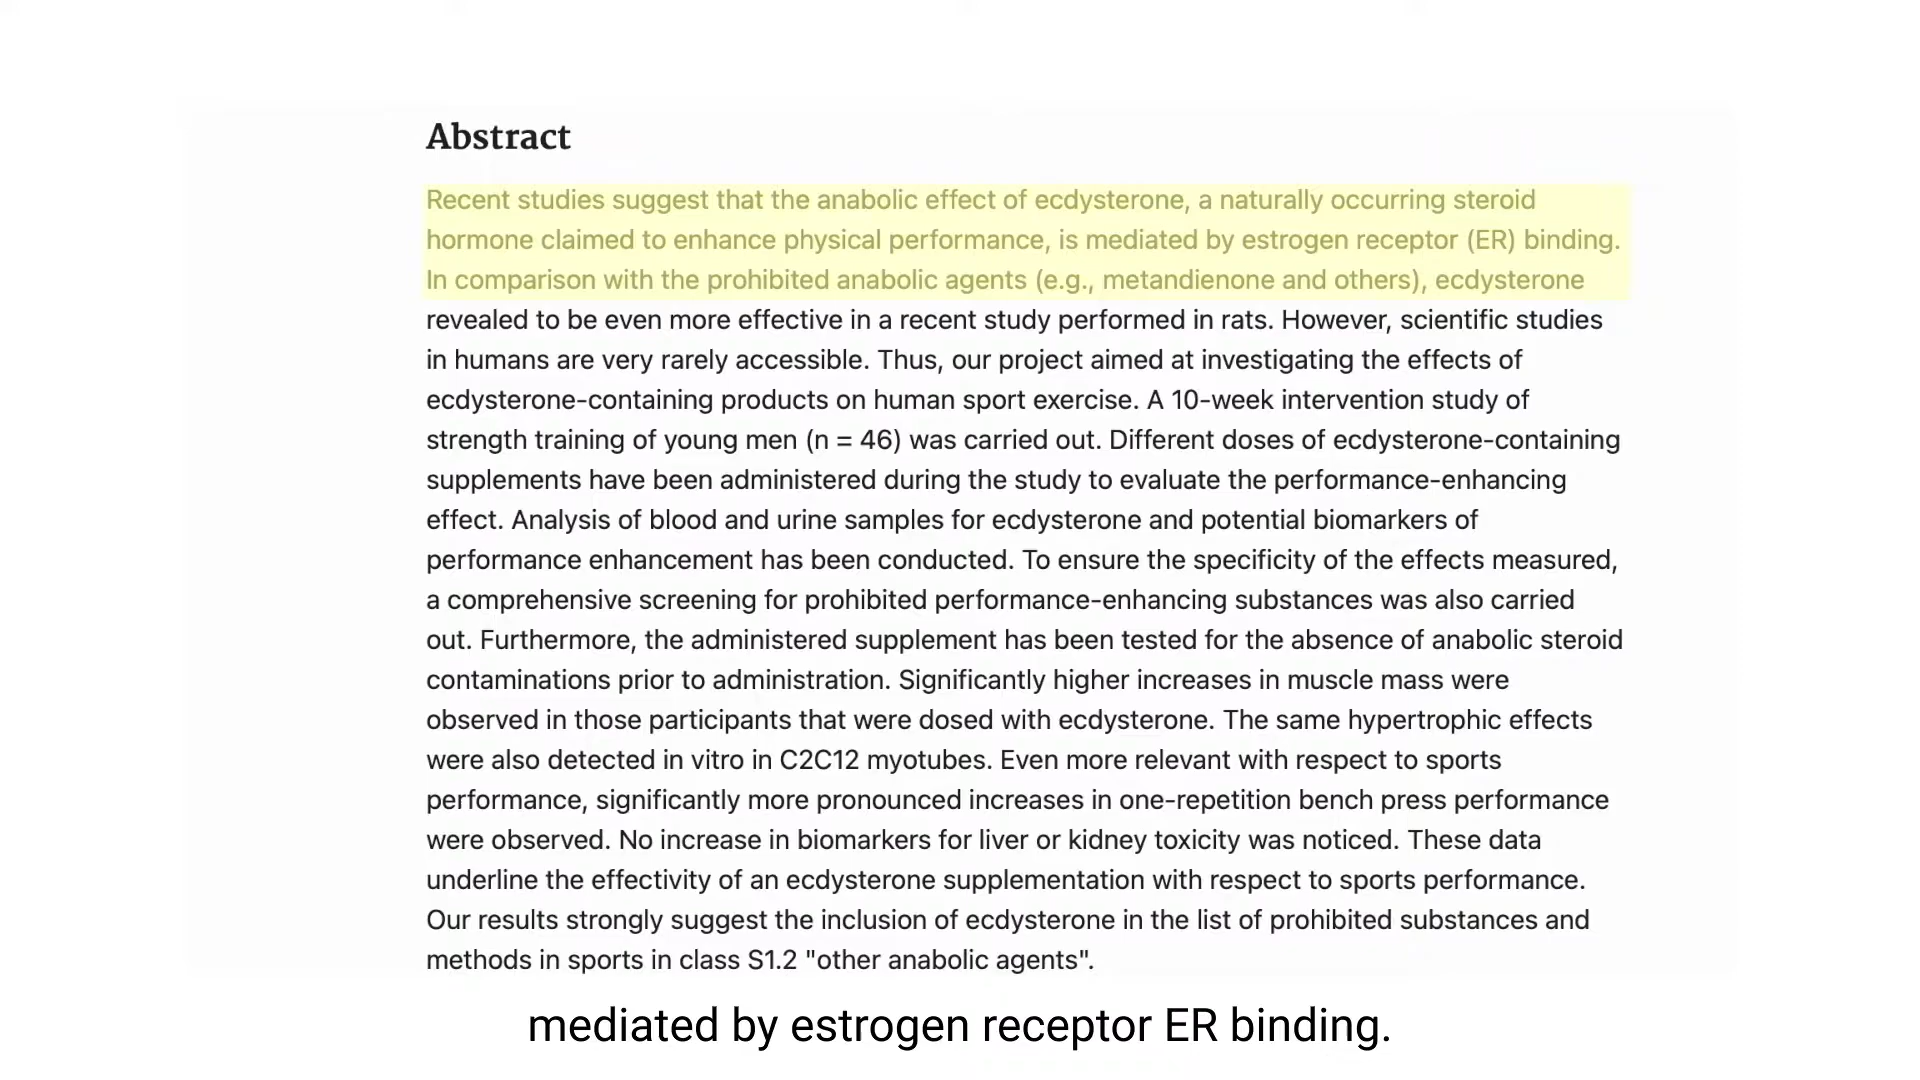 Abstract
Recent studies suggest that the anabolic effect of ecdysterone, a naturally occurring steroid
hormone claimed to enhance physical performance, is mediated by estrogen receptor (ER) binding.
In comparison with the prohibited anabolic agents (e.g., metandienone and others), ecdysterone
revealed to be even more effective in a recent study performed in rats. However, scientific studies
in humans are very rarely accessible. Thus, our project aimed at investigating the effects of
ecdysterone-containing products on human sport exercise. A 10-week intervention study of
strength training of young men (n = 46) was carried out. Different doses of ecdysterone-containing
supplements have been administered during the study to evaluate the performance-enhancing
effect. Analysis of blood and urine samples for ecdysterone and potential biomarkers of
performance enhancement has been conducted. To ensure the specificity of the effects measured,
a comprehensive screening for prohibited performance-enhancing substances was also carried
out. Furthermore, the administered supplement has been tested for the absence of anabolic steroid
contaminations prior to administration. Significantly higher increases in muscle mass were
observed in those participants that were dosed with ecdysterone. The same hypertrophic effects
were also detected in vitro in C2C12 myotubes. Even more relevant with respect to sports
performance, significantly more pronounced increases in one-repetition bench press performance
were observed. No increase in biomarkers for liver or kidney toxicity was noticed. These data
underline the effectivity of an ecdysterone supplementation with respect to sports performance.
Our results strongly suggest the inclusion of ecdysterone in the list of prohibited substances and
methods in sports in class S1.2 "other anabolic agents".
mediated by estrogen receptor ER binding.